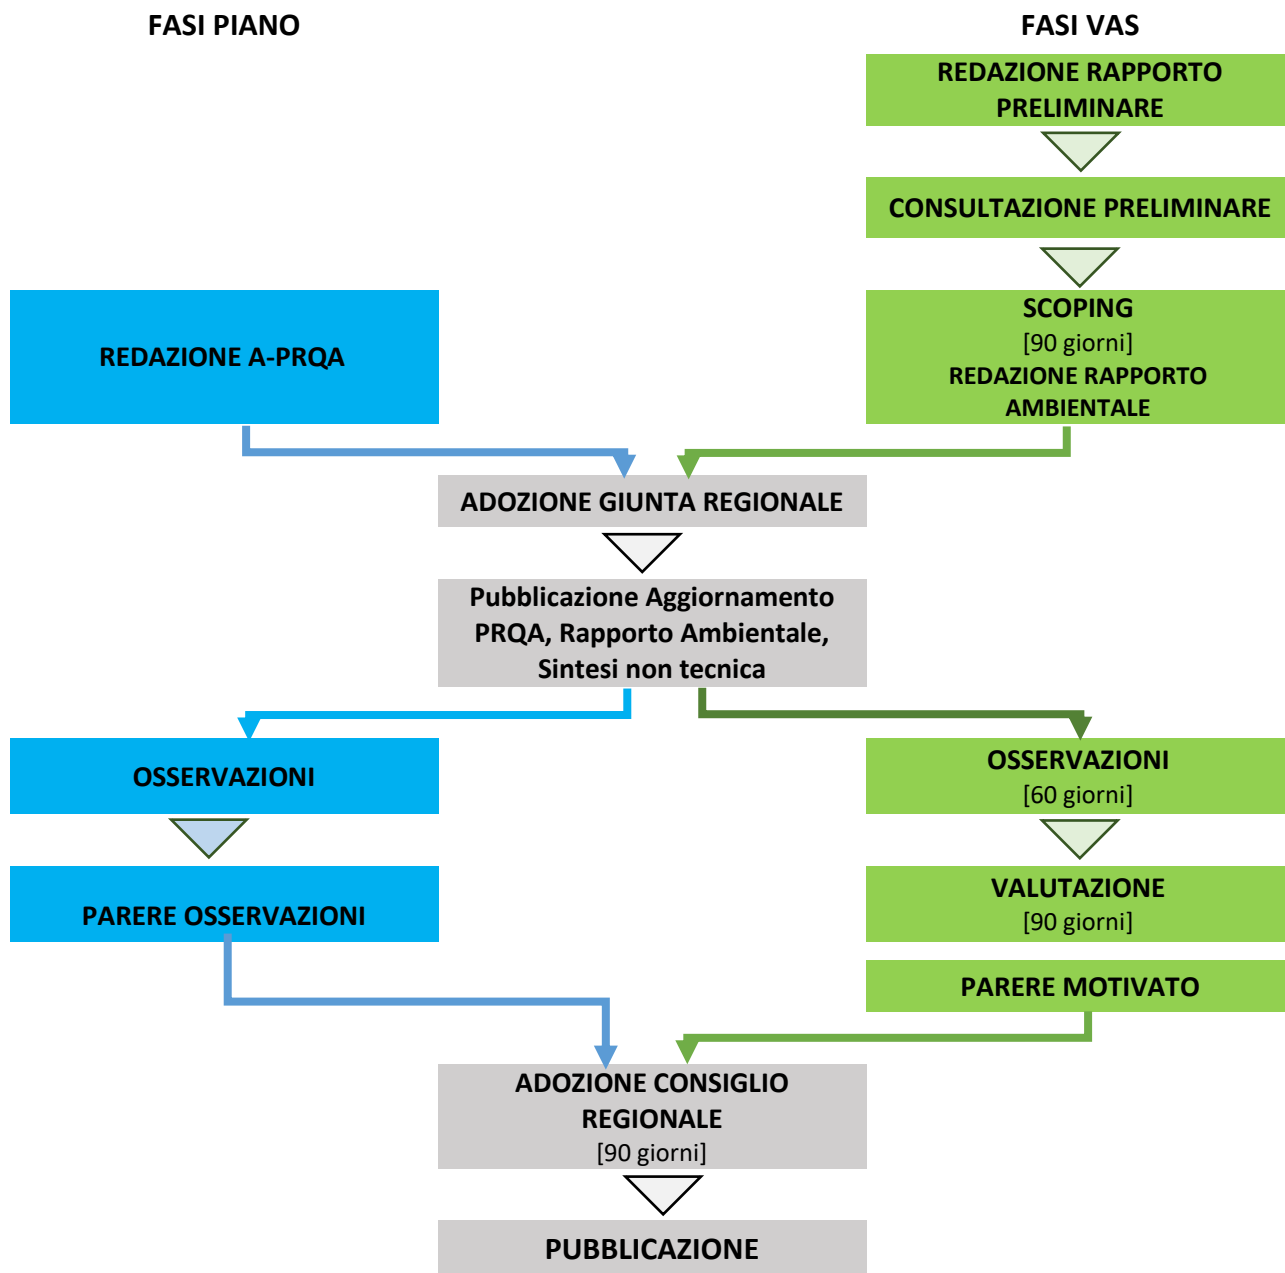 FASI PIANO
FASI VAS
REDAZIONE RAPPORTO
PRELIMINARE
CONSULTAZIONE PRELIMINARE
REDAZIONE A-PRQA
SCOPING
[90 giorni]
REDAZIONE RAPPORTO
AMBIENTALE
ADOZIONE GIUNTA REGIONALE
Pubblicazione Aggiornamento
PRQA, Rapporto Ambientale,
Sintesi non tecnica
OSSERVAZIONI
OSSERVAZIONI
[60 giorni]
PARERE OSSERVAZIONI
VALUTAZIONE
[90 giorni]
PARERE MOTIVATO
ADOZIONE CONSIGLIO
REGIONALE
[90 giorni]
PUBBLICAZIONE